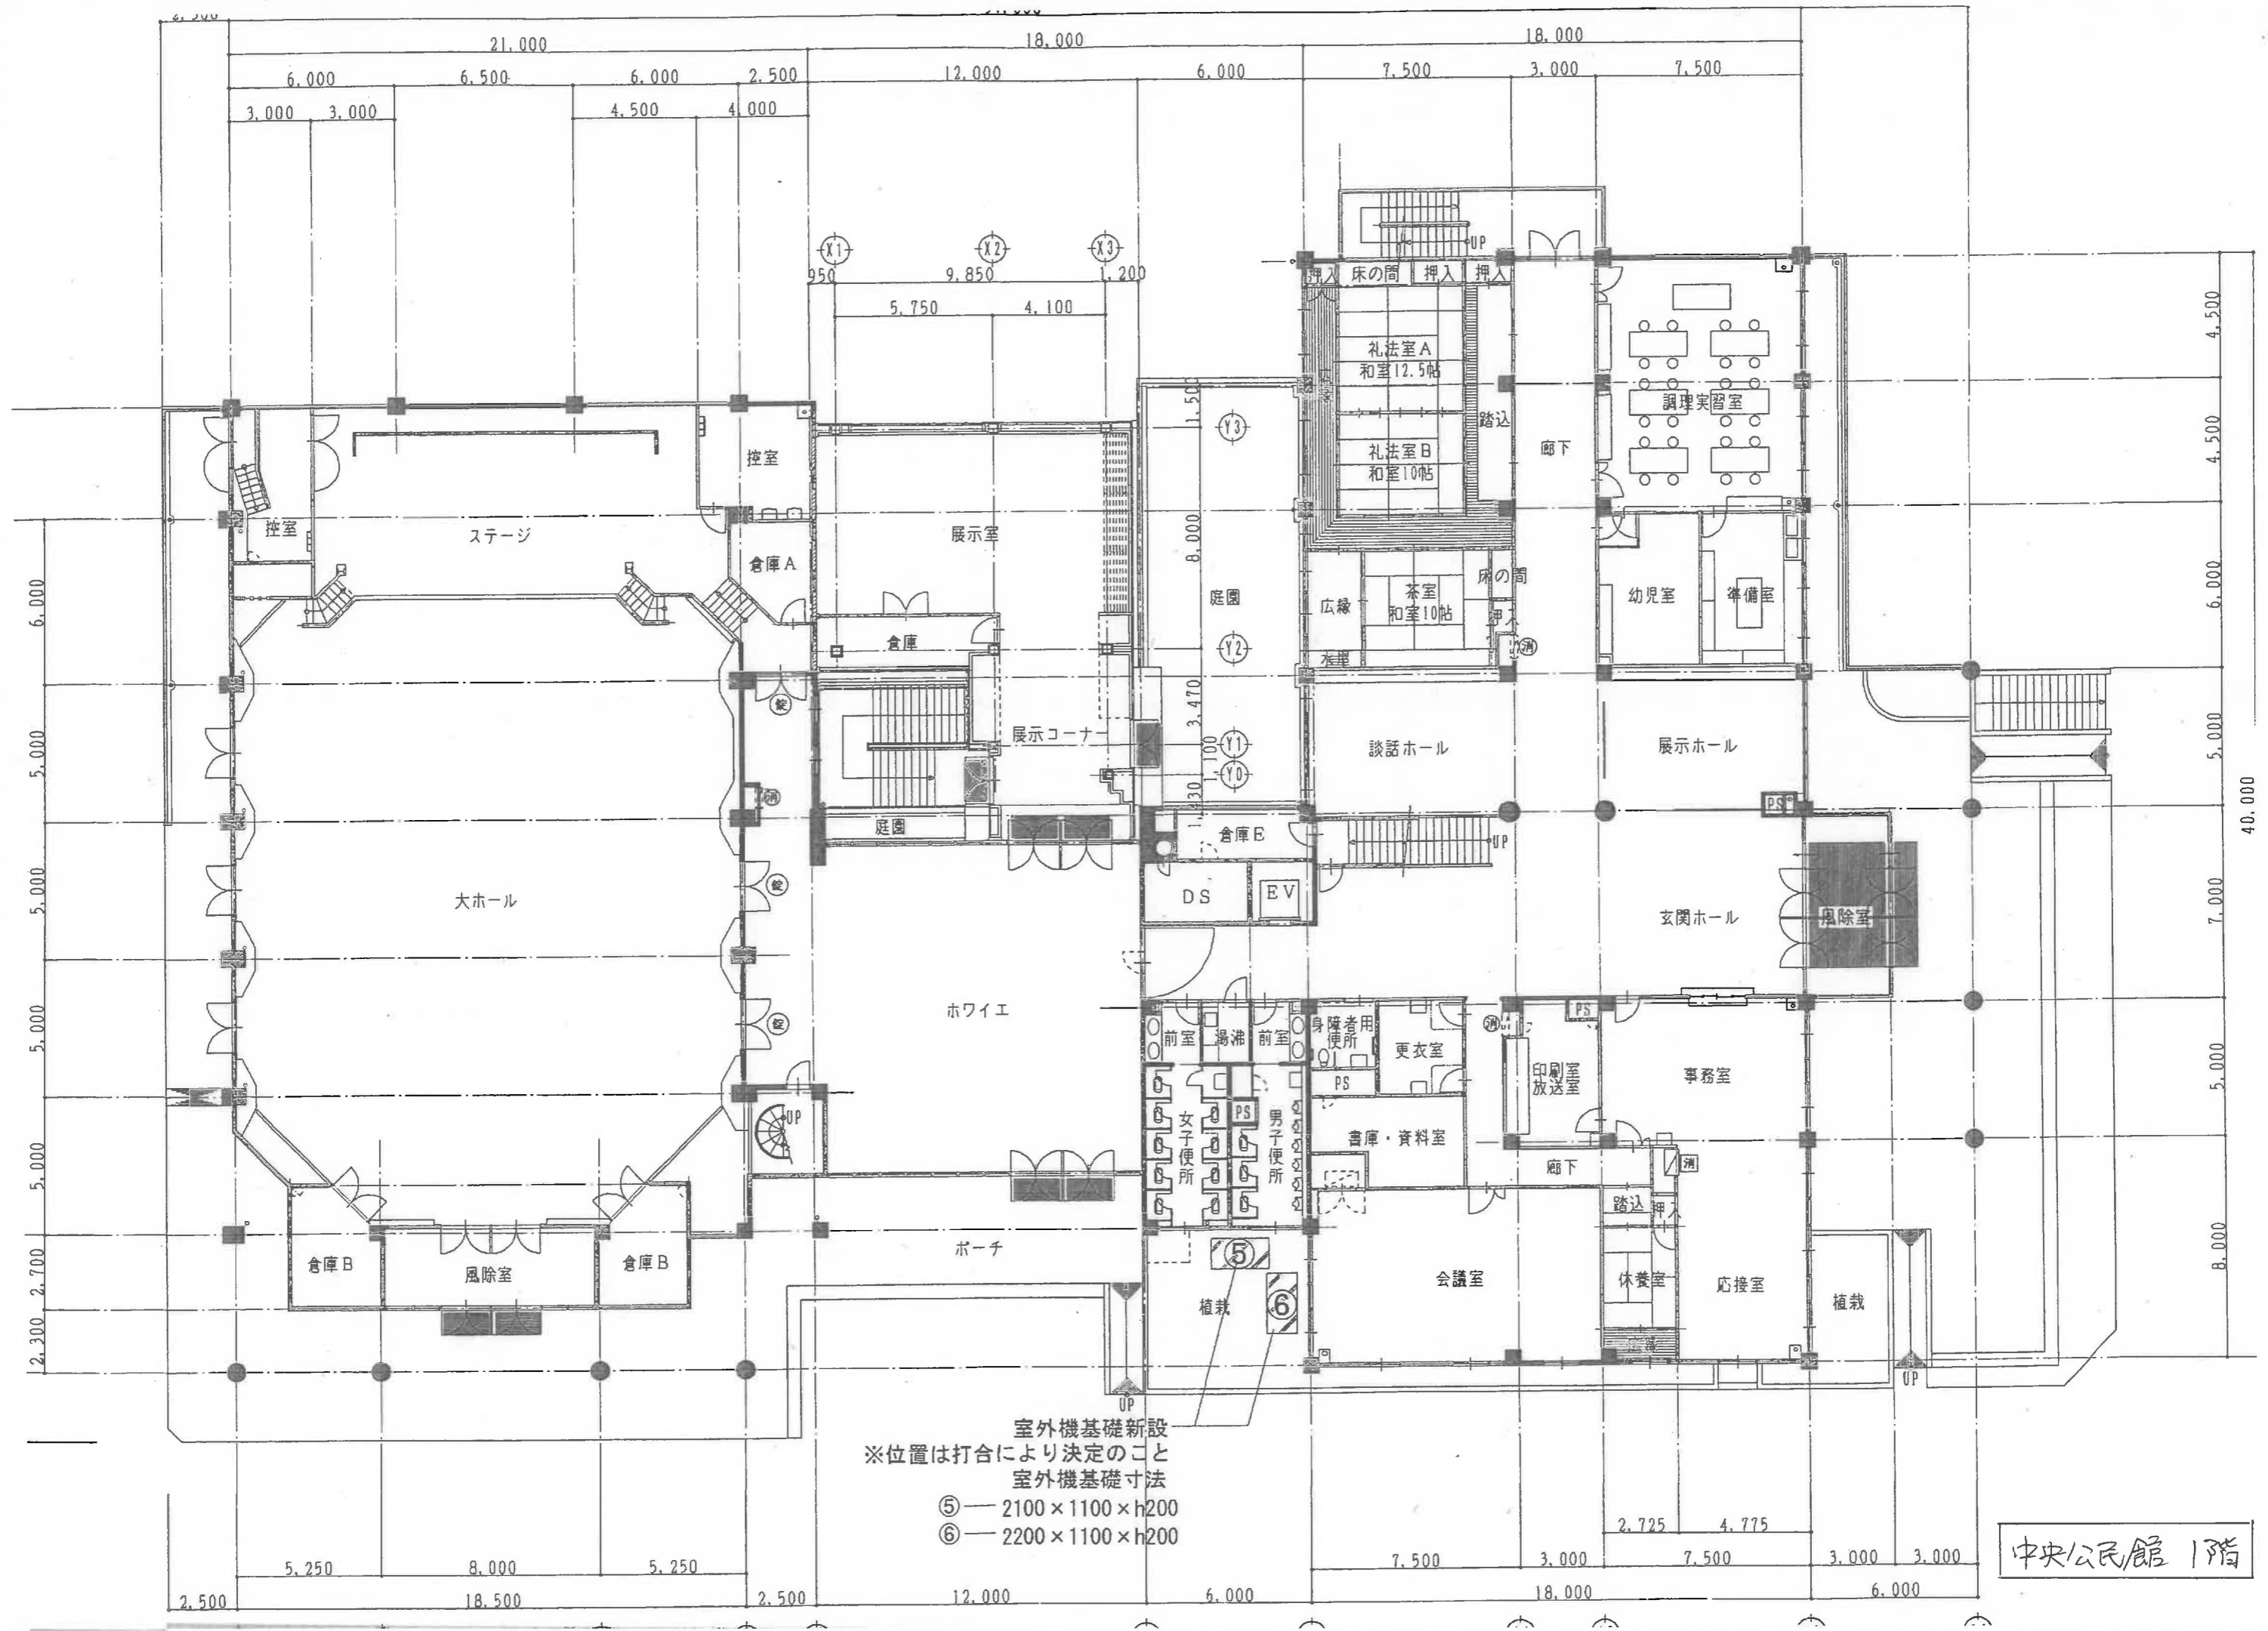 2,500
21,000
18,000
18,000
6,000
6,500
6,000
2,500
12,000
6,000
7,500
3,000
7,500
3,000
3,000
4,500
4,000
X1
X2
X3
950
9,850
1,200
5,750
4,100
UP
押入
床の間
押入
押入
礼法室A
和室12.5帖
踏込
礼法室B
和室10帖
廊下
調理実習室
4,500
4,500
1,500
Y3
控室
控室
ステージ
展示室
倉庫A
8,000
庭園
倉庫
Y2
広縁
茶室
和室10帖
床の間
押入
水屋
消
幼児室
準備室
6,000
6,000
錠
展示コーナー
3,470
Y1
1,100
Y0
談話ホール
展示ホール
5,000
5,000
40,000
消
庭園
倉庫E
UP
PS
大ホール
錠
DS
EV
玄関ホール
風除室
5,000
7,000
錠
ホワイエ
前室
湯沸
前室
身障者用
便所
更衣室
消
PS
印刷室
放送室
事務室
5,000
5,000
UP
PS
PS
女子便所
男子便所
書庫・資料室
廊下
消
踏込
押入
5,000
倉庫B
風除室
倉庫B
ポーチ
⑤
⑥
植栽
会議室
休養室
応接室
植栽
2,700
2,300
8,000
UP
UP
室外機基礎新設
※位置は打合により決定のこと
室外機基礎寸法
⑤― 2100×1100×h200
⑥― 2200×1100×h200
2,725
4,775
5,250
8,000
5,250
7,500
3,000
7,500
3,000
3,000
2,500
18,500
2,500
12,000
6,000
18,000
6,000
中央公民館 1階